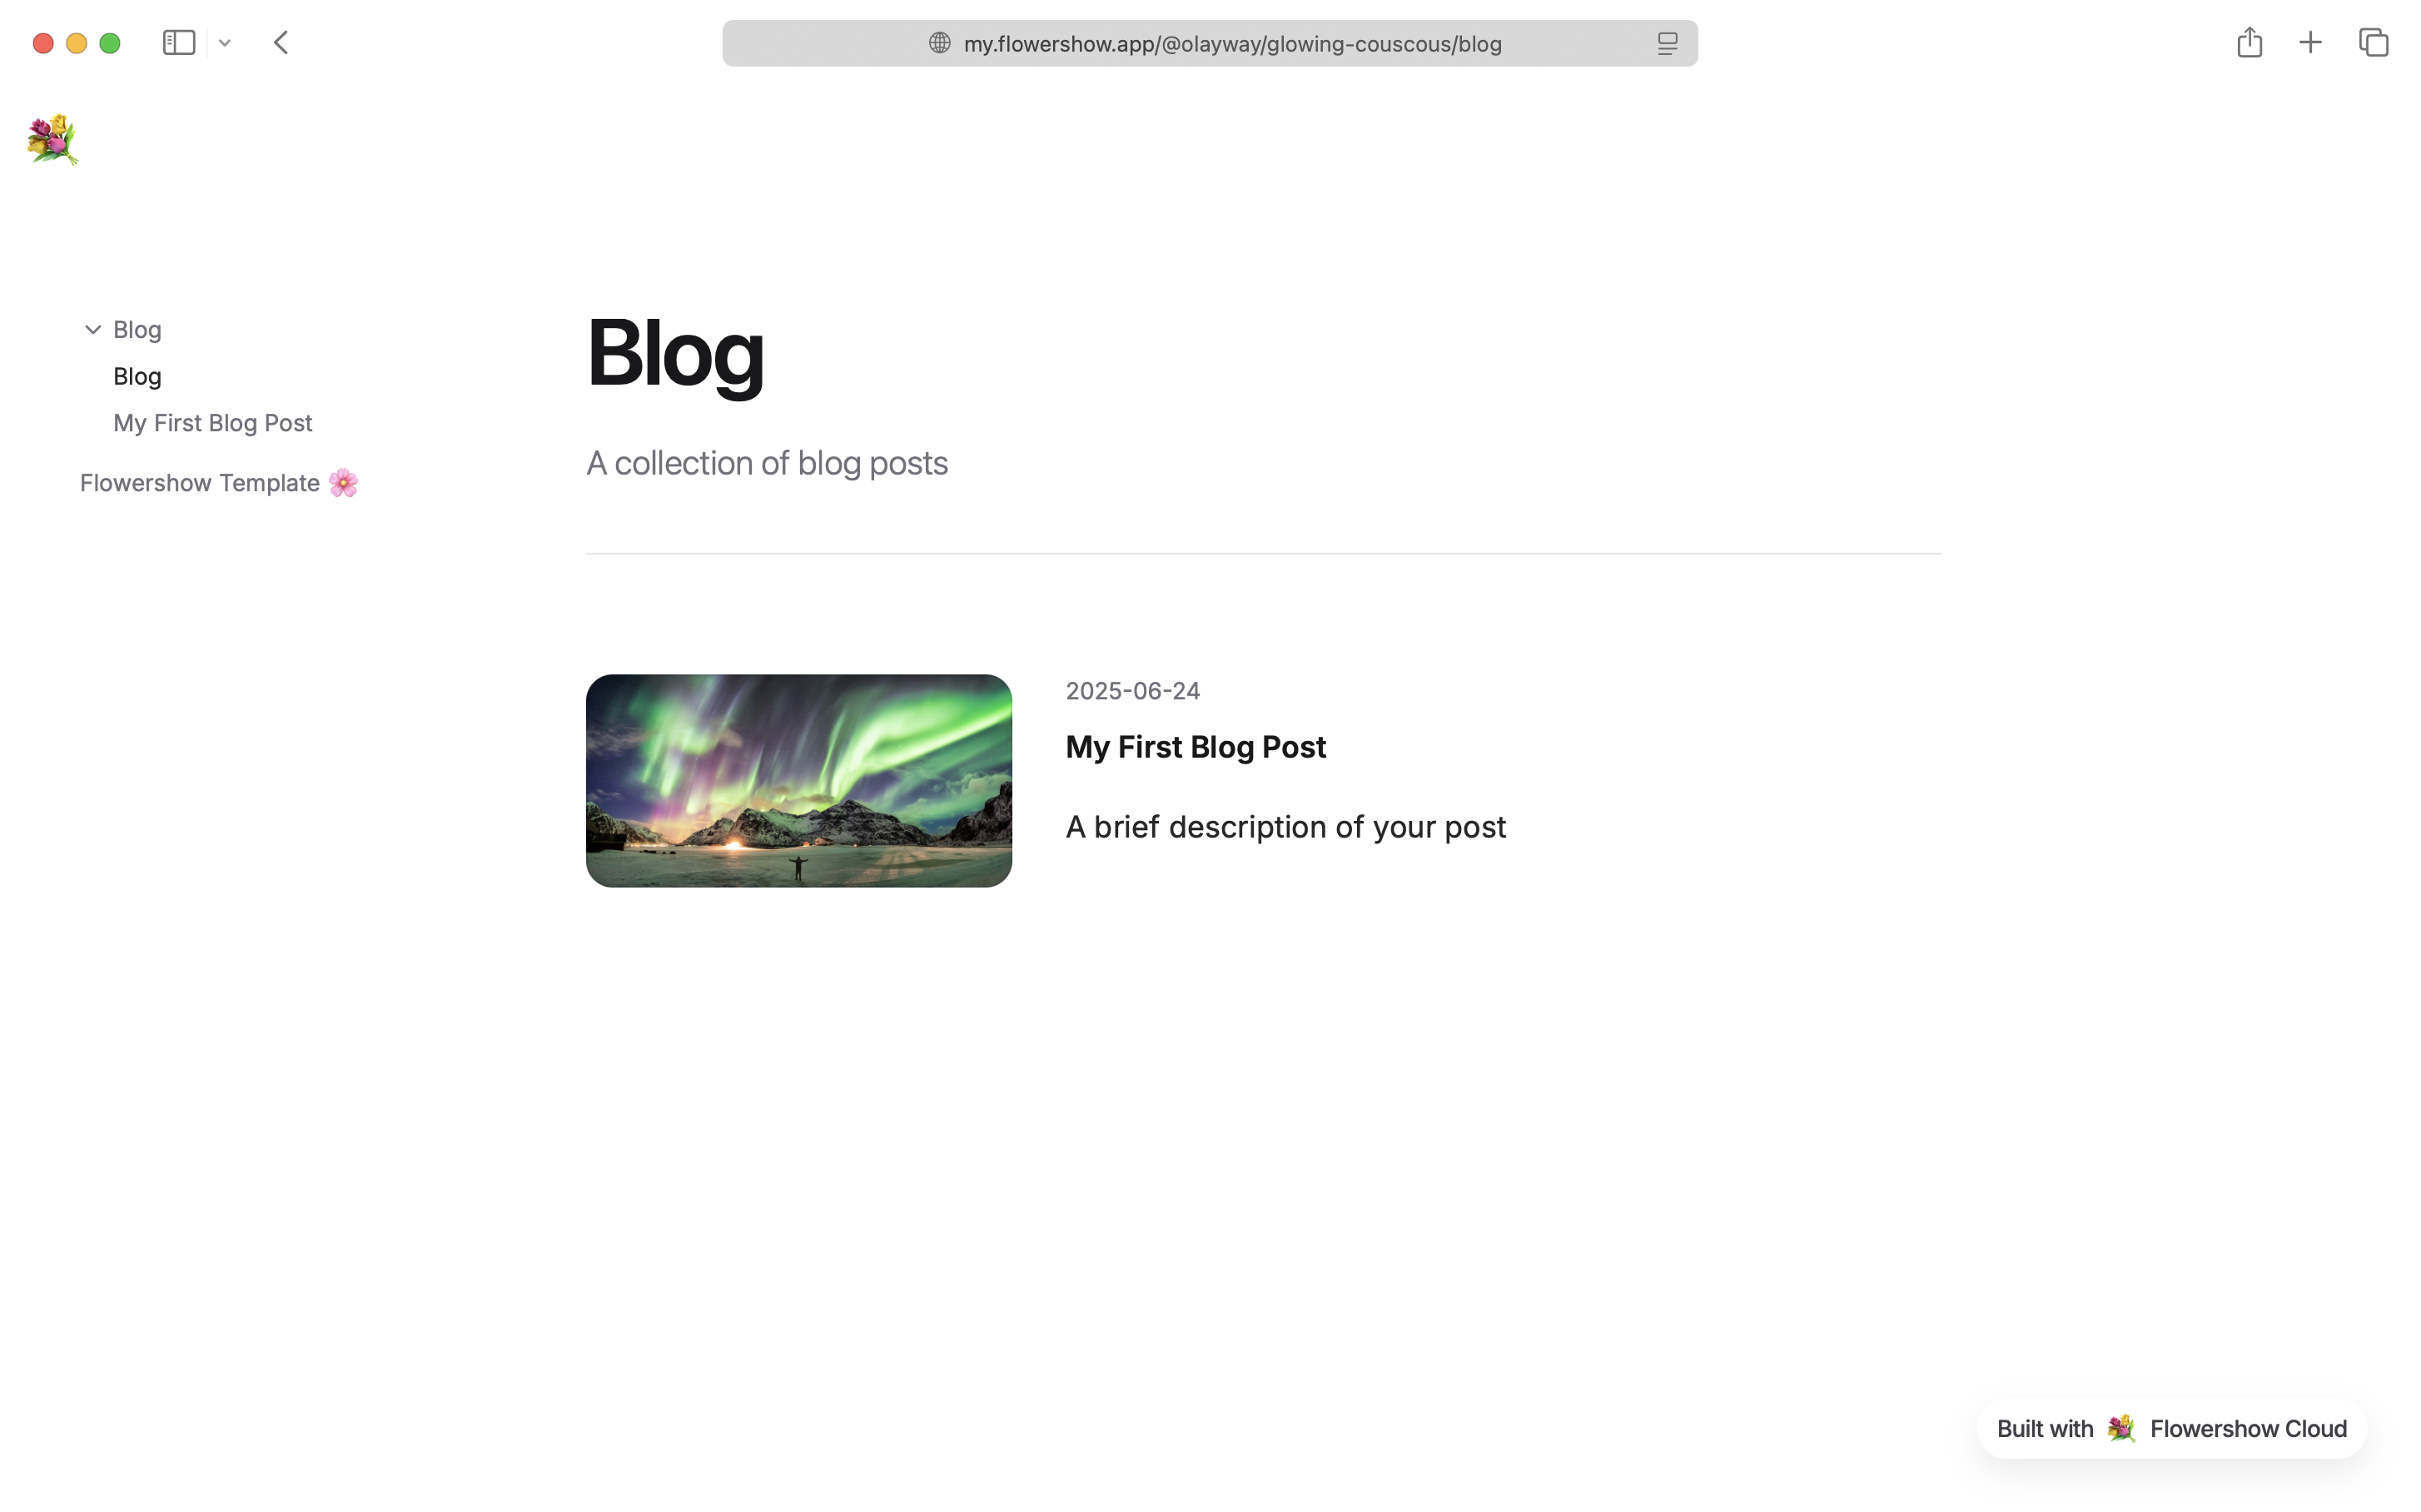 my.flowershow.app/@olayway/glowing-couscous/blog
Blog
Blog
My First Blog Post
Flowershow Template 🌸
Blog
A collection of blog posts
2025-06-24
My First Blog Post
A brief description of your post
Built with 💐 Flowershow Cloud